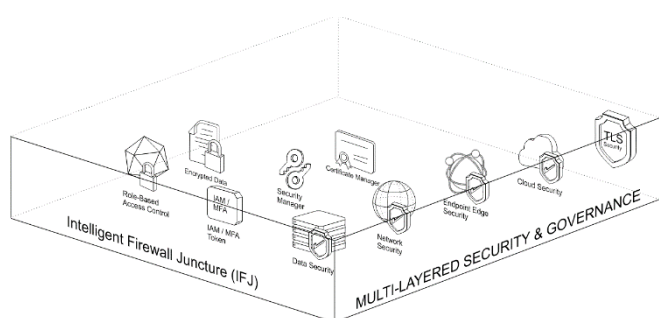 TLS
Security
Cloud Security
Endpoint Edge
Security
Certificate Manager
Encrypted Data
Security
Manager
Role-Based
Access Control
IAM /
MFA
IAM / MFA
Token
Network
Security
Data Security
Intelligent Firewall Juncture (IFJ)
MULTI-LAYERED SECURITY & GOVERNANCE